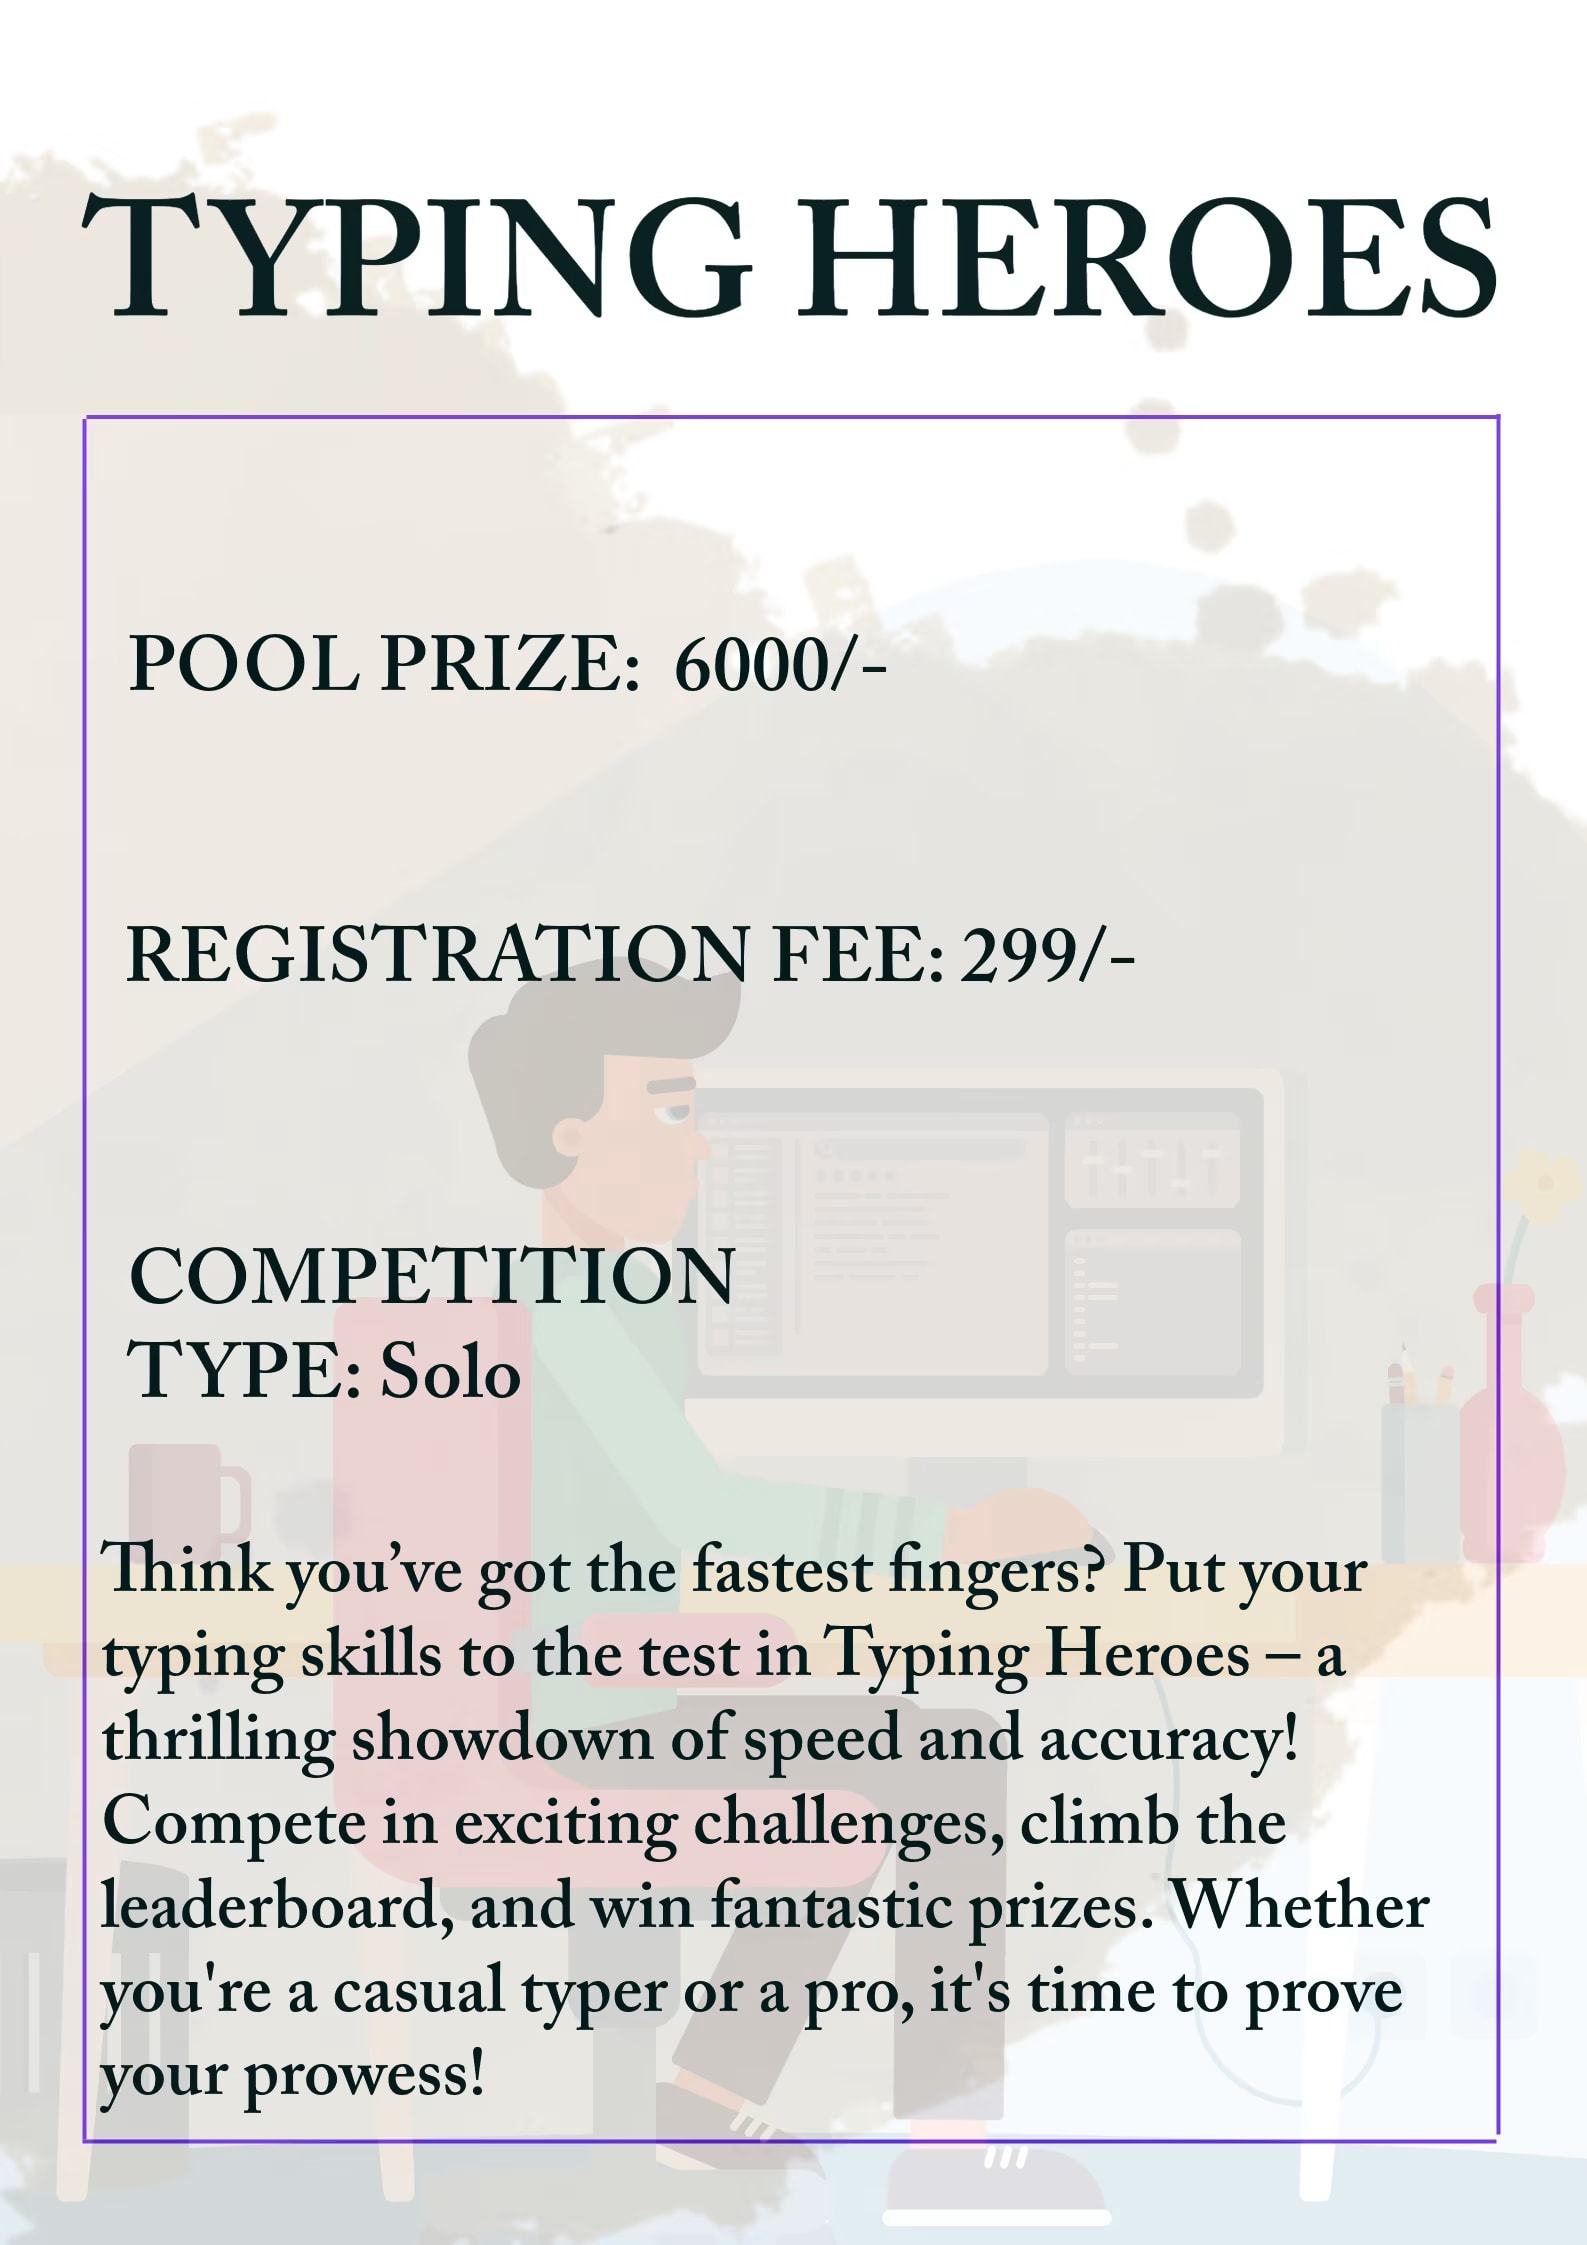 TYPING HEROES
POOL PRIZE: 6000/-
REGISTRATION FEE: 299/-
COMPETITION
TYPE: Solo
Think you’ve got the fastest fingers? Put your
typing skills to the test in Typing Heroes – a
thrilling showdown of speed and accuracy!
Compete in exciting challenges, climb the
leaderboard, and win fantastic prizes. Whether
you're a casual typer or a pro, it's time to prove
your prowess!